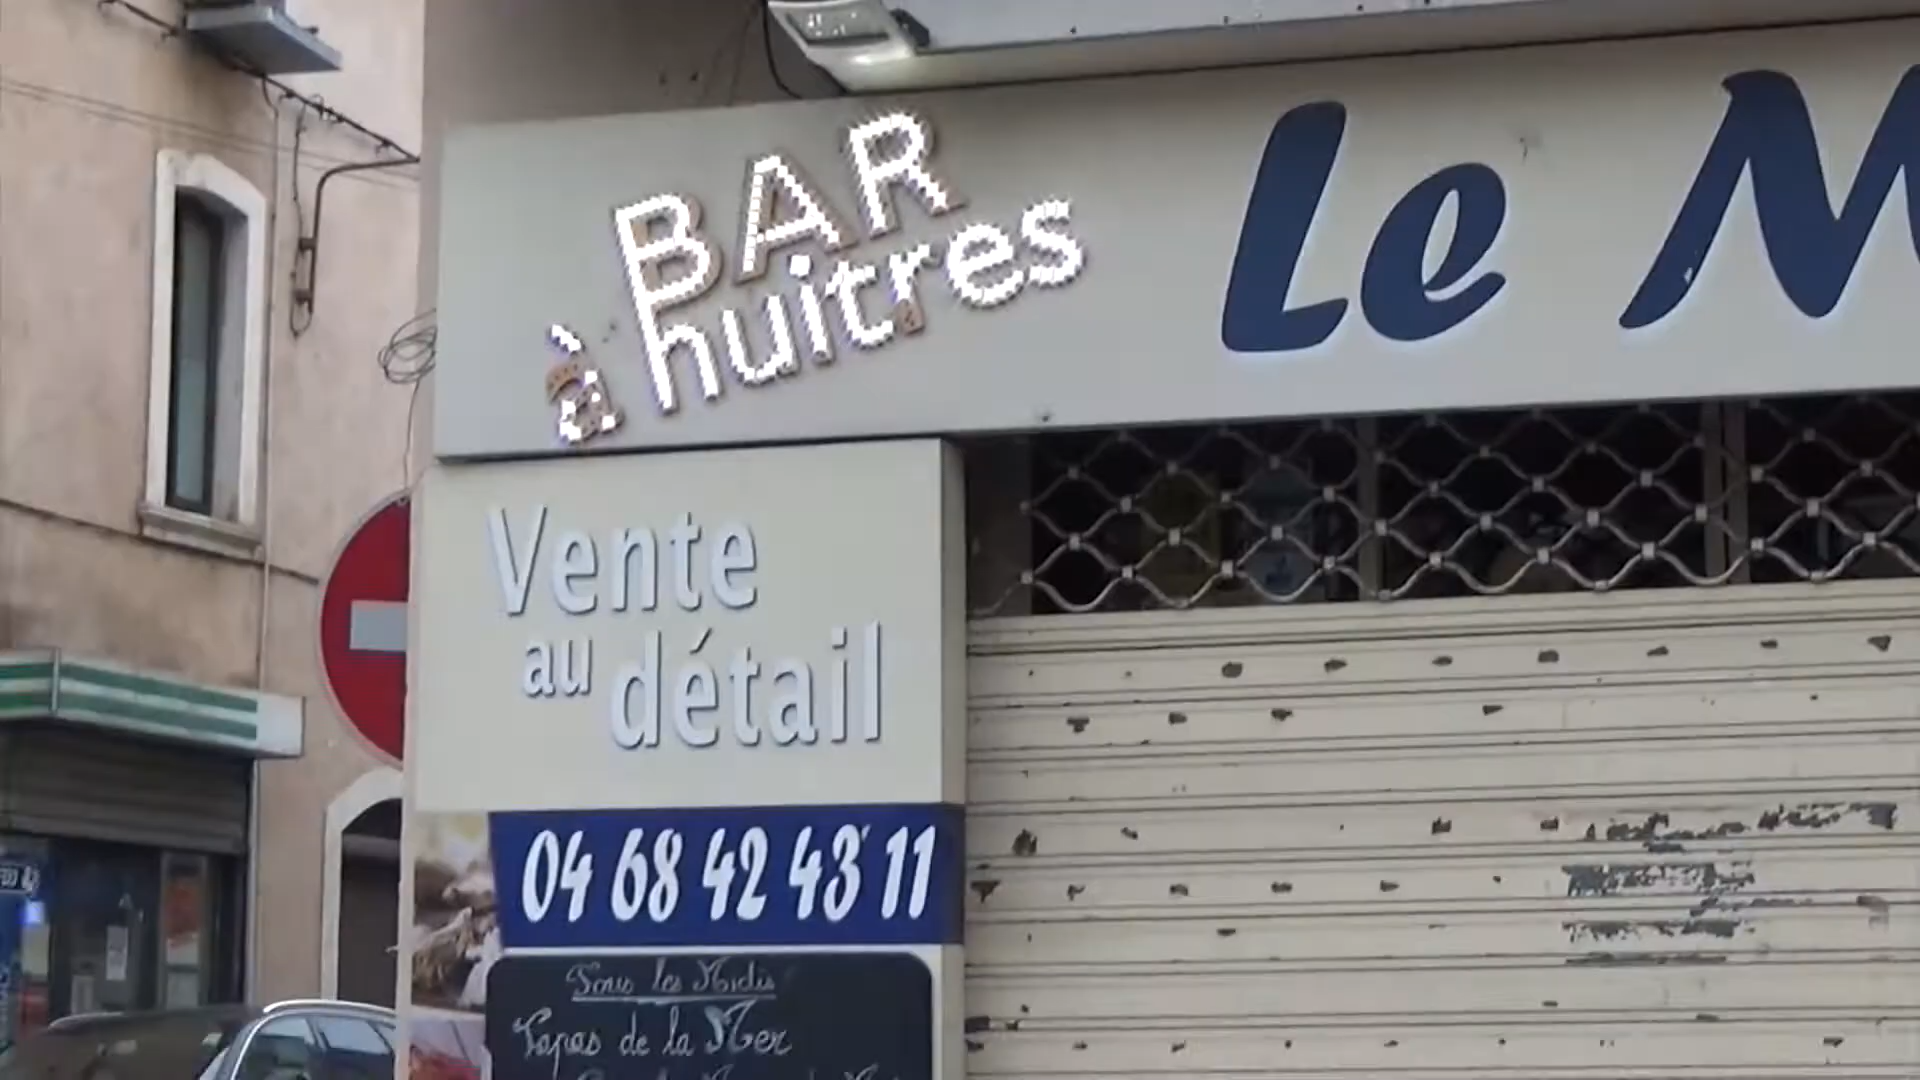 BAR
à huitres
Le M
Vente
au détail
04 68 42 43 11
Tous les Midis
Tapas de la Mer